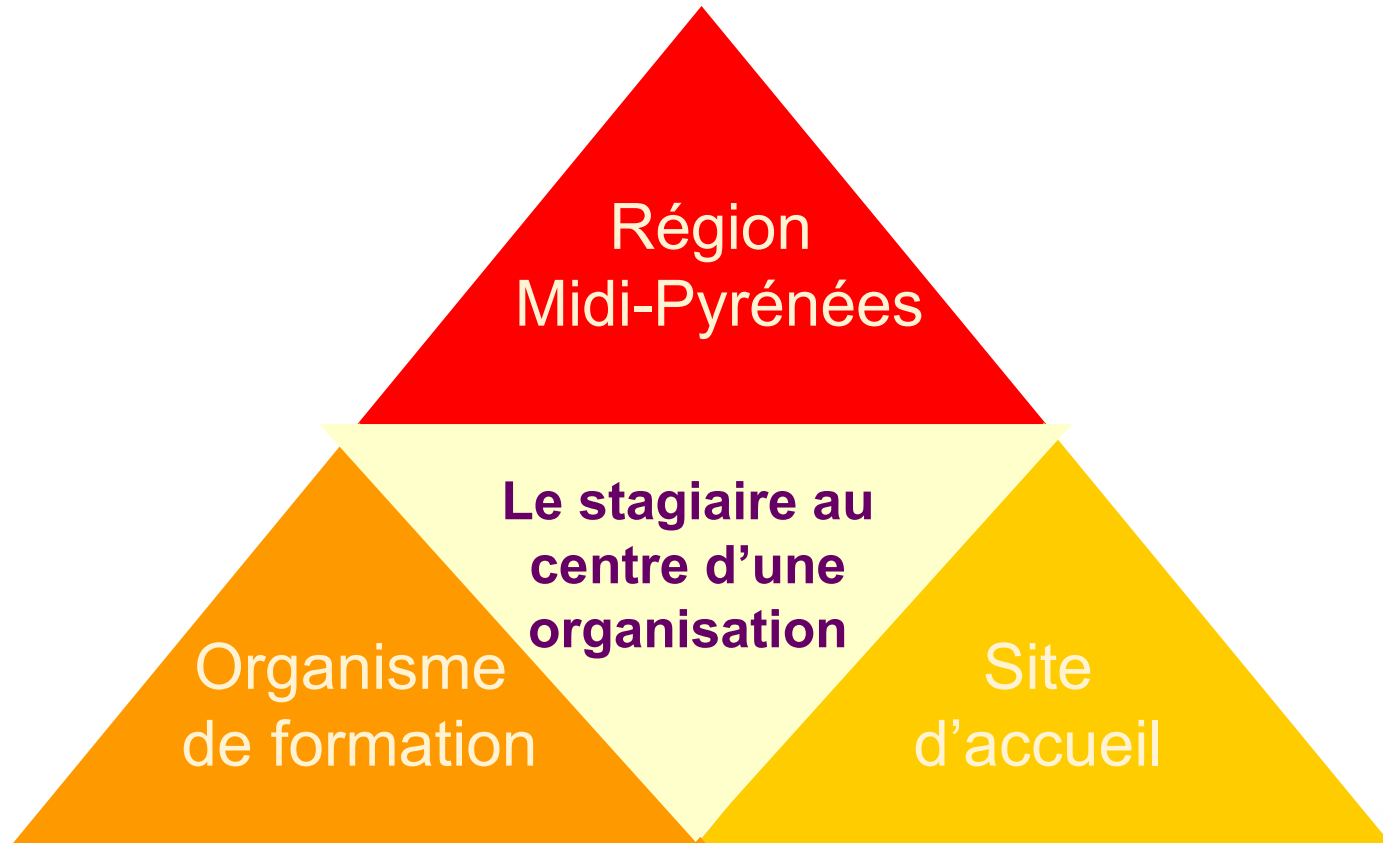 Région
Midi-Pyrénées
Le stagiaire au
centre d’une
organisation
Organisme
de formation
Site
d’accueil